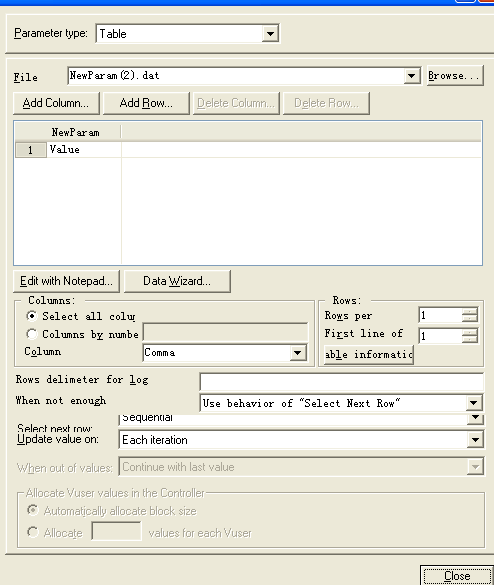 Parameter type: Table
File NewParam(2).dat Browse...
Add Column... Add Row... Delete Column... Delete Row...
NewParam
1 Value
Edit with Notepad... Data Wizard...
Columns: Rows:
Select all colu Rows per 1
Columns by numbe First line of 1
Column Comma able informatic
Rows delimeter for log
When not enough Use behavior of "Select Next Row"
Select next row: Sequential
Update value on: Each iteration
When out of values: Continue with last value
Allocate Vuser values in the Controller
Automatically allocate block size
Allocate values for each Vuser
Close